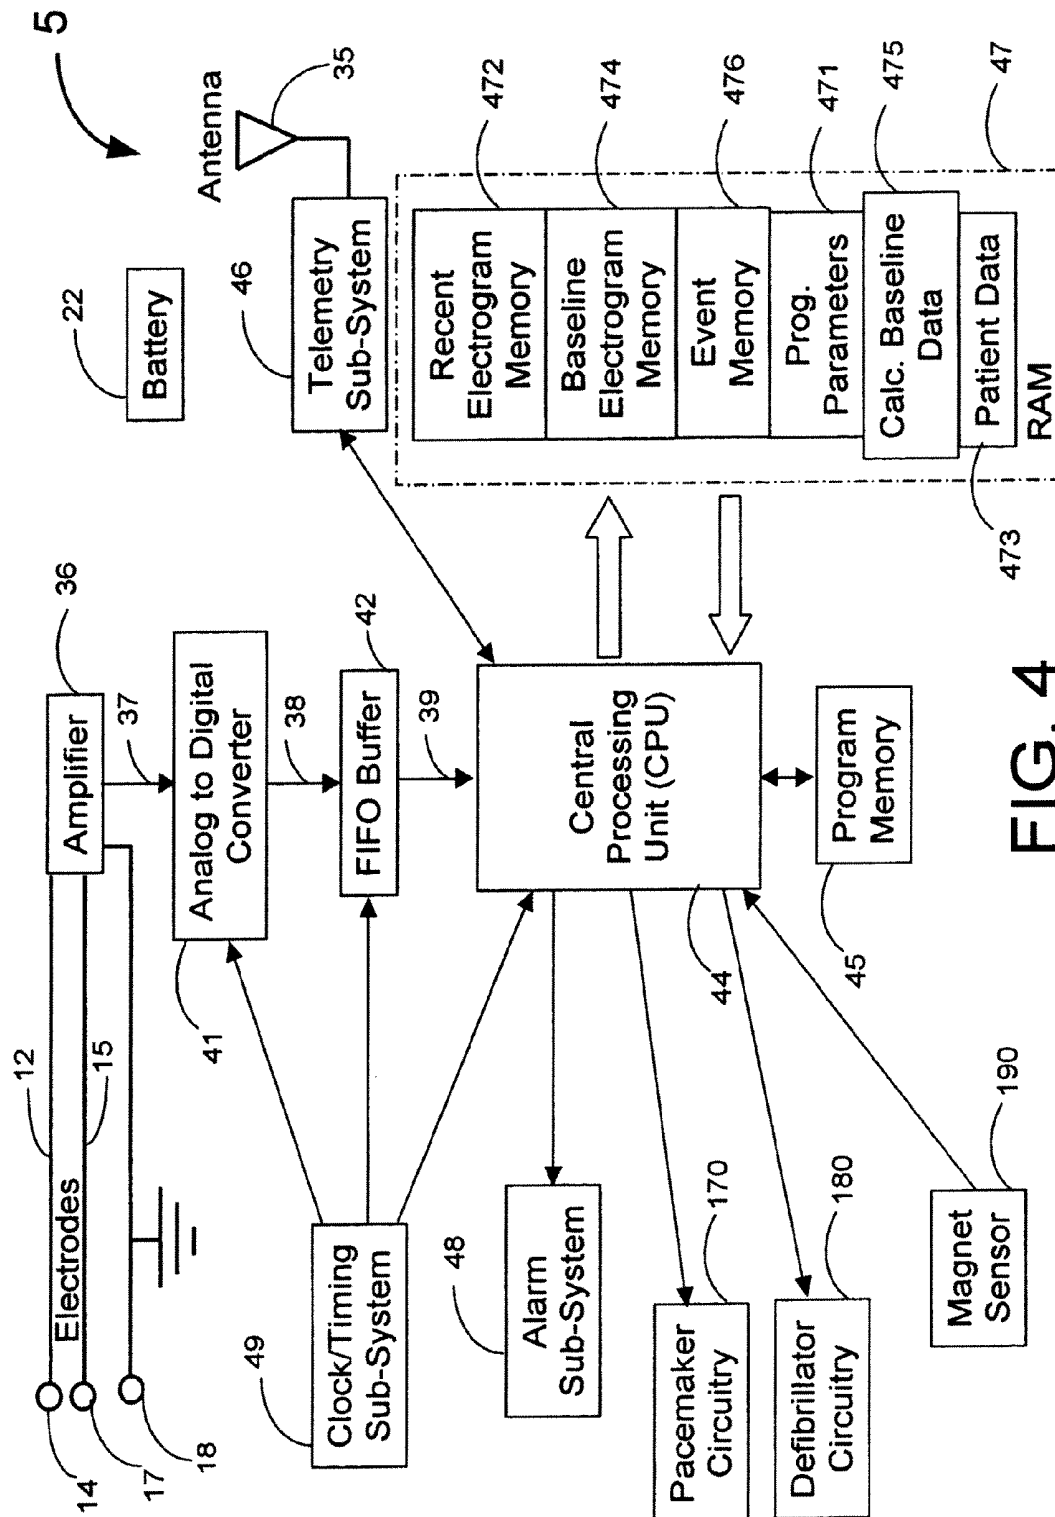 5
Electrodes
12
15
14
17
18
Amplifier
36
37
Analog to Digital
Converter
41
38
FIFO Buffer
42
39
Clock/Timing
Sub-System
49
Battery
22
Antenna
35
Telemetry
Sub-System
46
Central
Processing
Unit (CPU)
44
Alarm
Sub-System
48
Pacemaker
Circuitry
170
Defibrillator
Circuitry
180
Magnet
Sensor
190
Program
Memory
45
Recent
Electrogram
Memory
472
Baseline
Electrogram
Memory
474
Event
Memory
476
Prog.
Parameters
471
Calc. Baseline
Data
475
Patient Data
473
RAM
47
FIG. 4